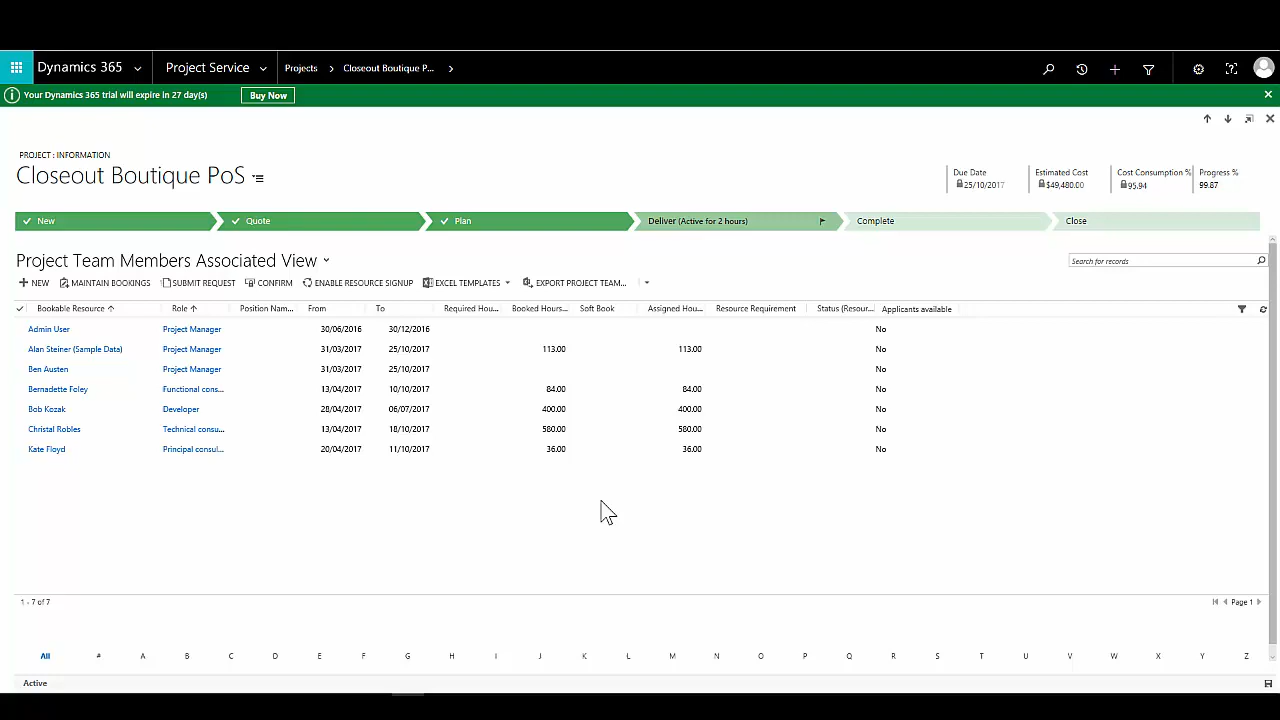 Dynamics 365 Project Service Projects Closeout Boutique P...
Your Dynamics 365 trial will expire in 27 day(s) Buy Now
PROJECT : INFORMATION
Closeout Boutique PoS
Due Date Estimated Cost Cost Consumption % Progress %
25/10/2017 $49,480.00 95.94 99.87
New Quote Plan Deliver (Active for 2 hours) Complete Close
Project Team Members Associated View
Search for records
NEW MAINTAIN BOOKINGS SUBMIT REQUEST CONFIRM ENABLE RESOURCE SIGNUP EXCEL TEMPLATES EXPORT PROJECT TEAM...
Bookable Resource Role Position Nam... From To Required Hou... Booked Hours... Soft Book Assigned Hou... Resource Requirement Status (Resour... Applicants available
Admin User Project Manager 30/06/2016 30/12/2016 No
Alan Steiner (Sample Data) Project Manager 31/03/2017 25/10/2017 113.00 113.00 No
Ben Austen Project Manager 31/03/2017 25/10/2017 No
Bernadette Foley Functional cons... 13/04/2017 10/10/2017 84.00 84.00 No
Bob Kozak Developer 28/04/2017 06/07/2017 400.00 400.00 No
Christal Robles Technical consu... 13/04/2017 18/10/2017 580.00 580.00 No
Kate Floyd Principal consul... 20/04/2017 11/10/2017 36.00 36.00 No
1 - 7 of 7 Page 1
All # A B C D E F G H I J K L M N O P Q R S T U V W X Y Z
Active